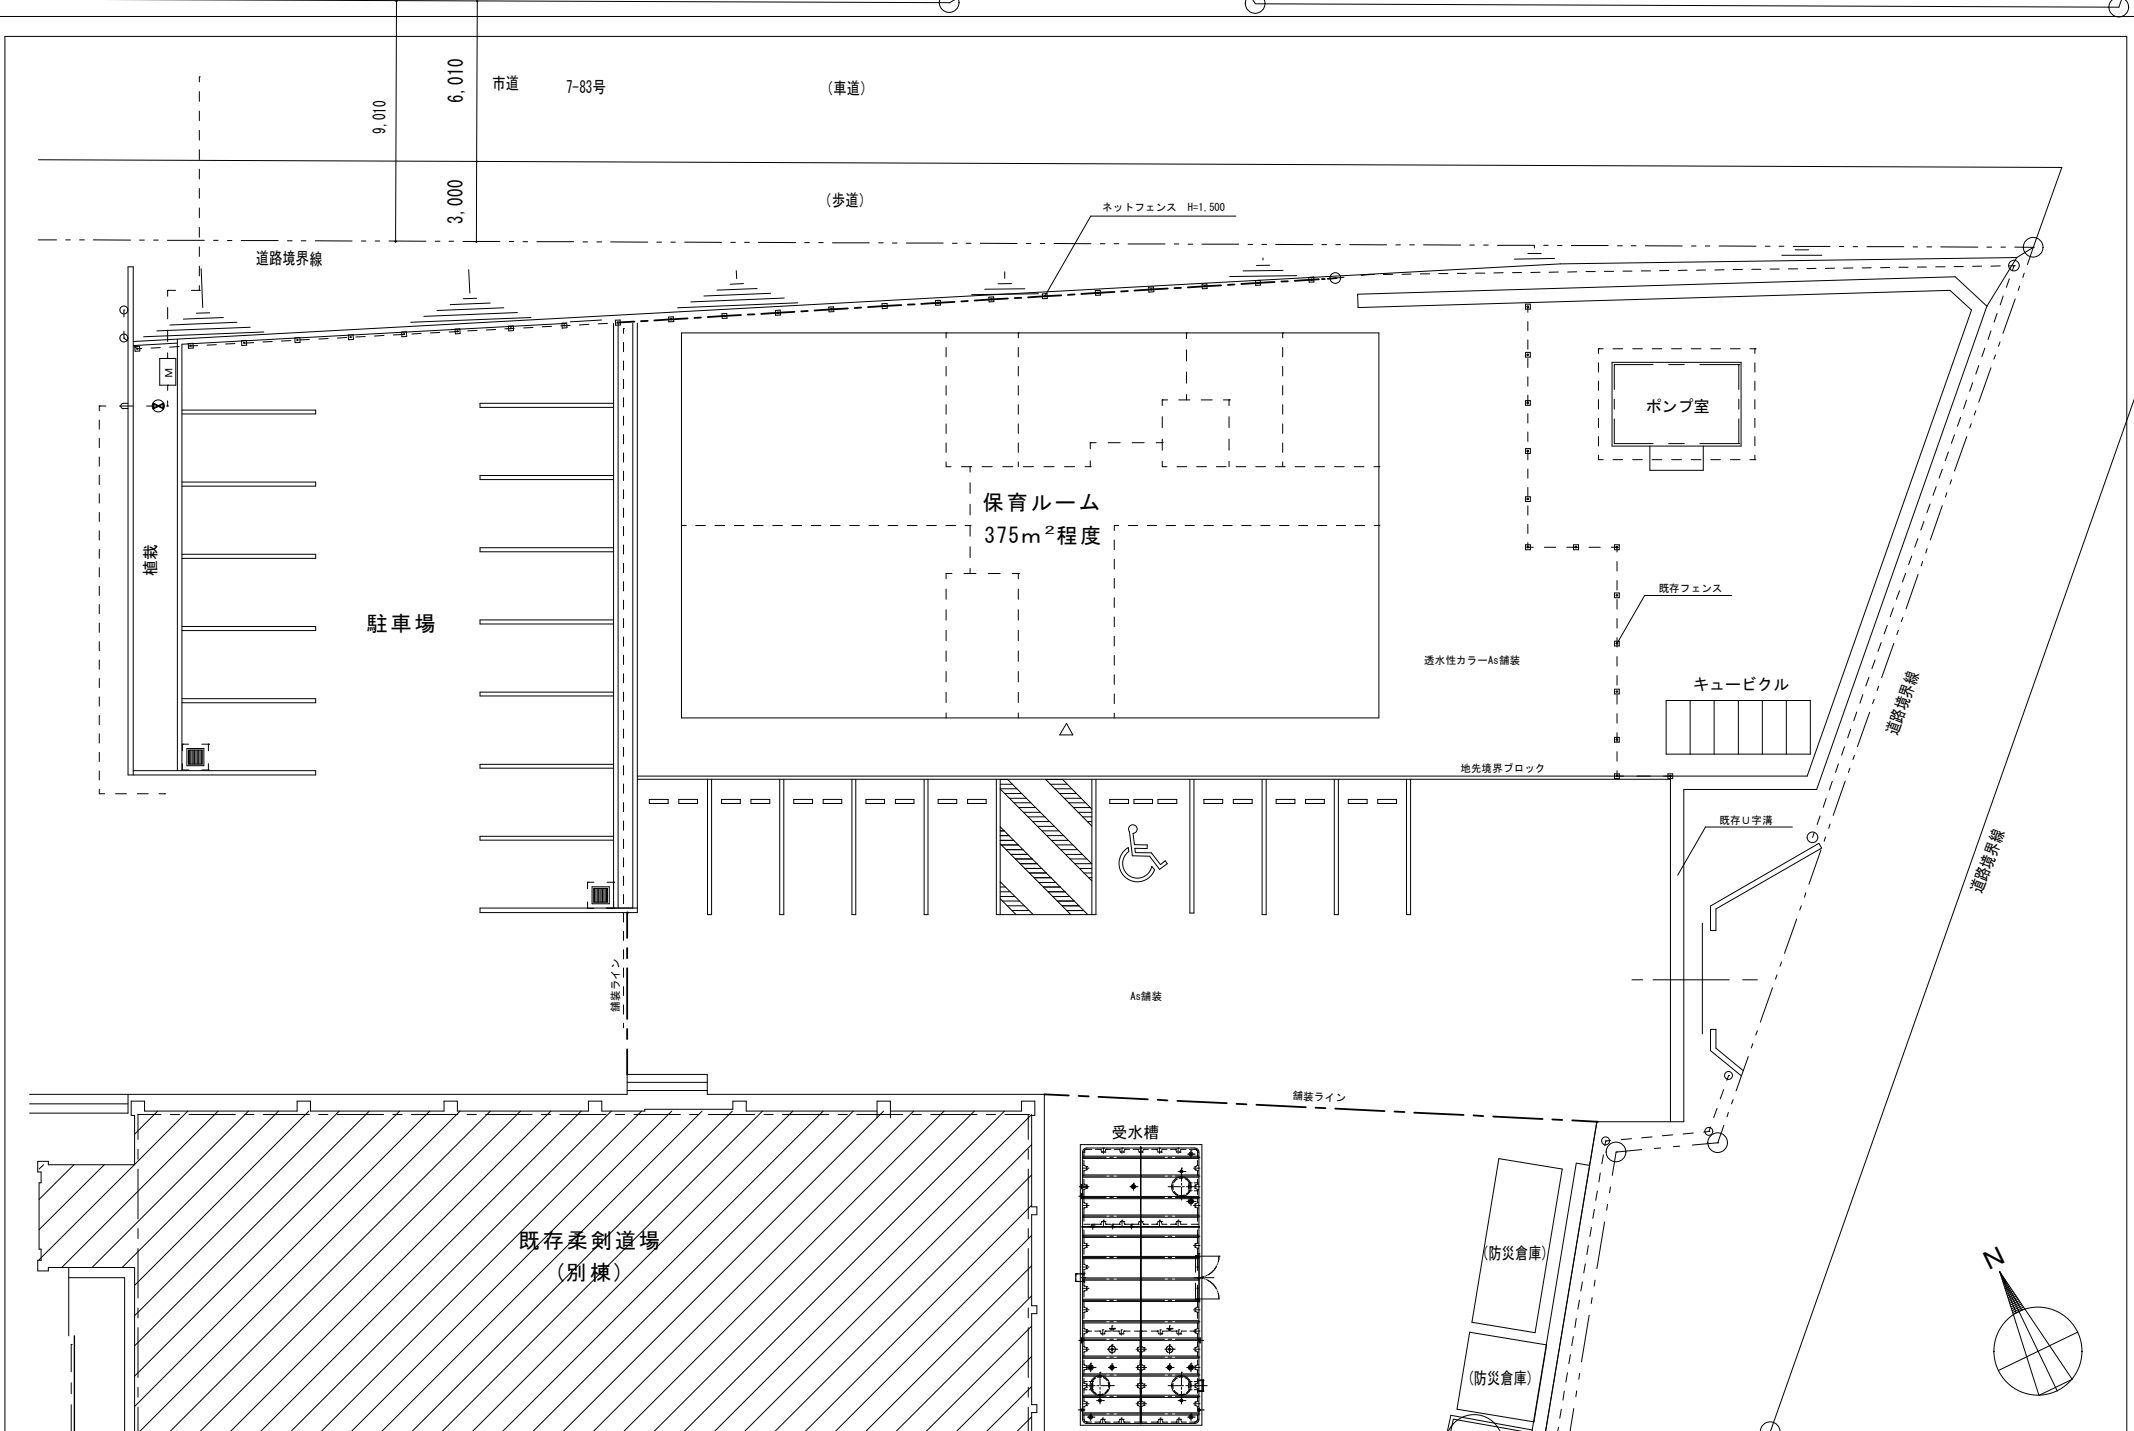 6,010
市道 7-83号 (車道)
9,010
3,000
(歩道)
ネットフェンス H=1,500
道路境界線
M
ポンプ室
保育ルーム
375m²程度
植栽
既存フェンス
駐車場
透水性カラーAs舗装
キュービクル
道路境界線
地先境界ブロック
既存U字溝
道路境界線
舗装ライン
As舗装
舗装ライン
受水槽
既存柔剣道場
(別棟)
(防災倉庫)
N
(防災倉庫)